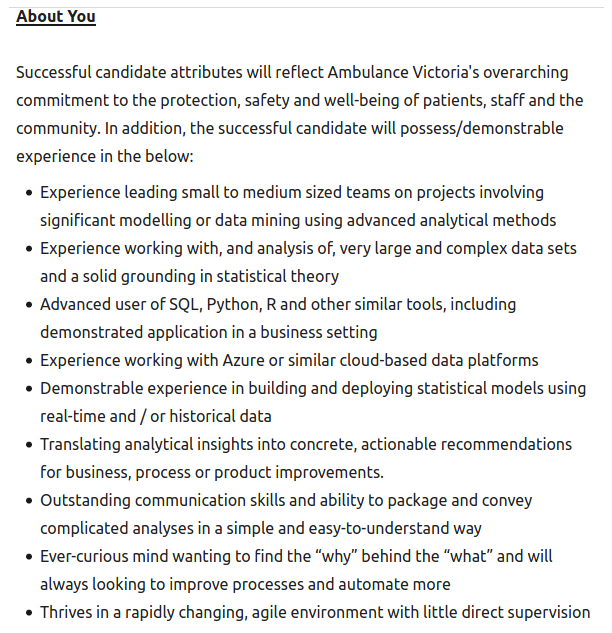 About You
Successful candidate attributes will reflect Ambulance Victoria's overarching
commitment to the protection, safety and well-being of patients, staff and the
community. In addition, the successful candidate will possess/demonstrable
experience in the below:
• Experience leading small to medium sized teams on projects involving
significant modelling or data mining using advanced analytical methods
• Experience working with, and analysis of, very large and complex data sets
and a solid grounding in statistical theory
• Advanced user of SQL, Python, R and other similar tools, including
demonstrated application in a business setting
• Experience working with Azure or similar cloud-based data platforms
• Demonstrable experience in building and deploying statistical models using
real-time and / or historical data
• Translating analytical insights into concrete, actionable recommendations
for business, process or product improvements.
• Outstanding communication skills and ability to package and convey
complicated analyses in a simple and easy-to-understand way
• Ever-curious mind wanting to find the “why” behind the “what” and will
always looking to improve processes and automate more
• Thrives in a rapidly changing, agile environment with little direct supervision